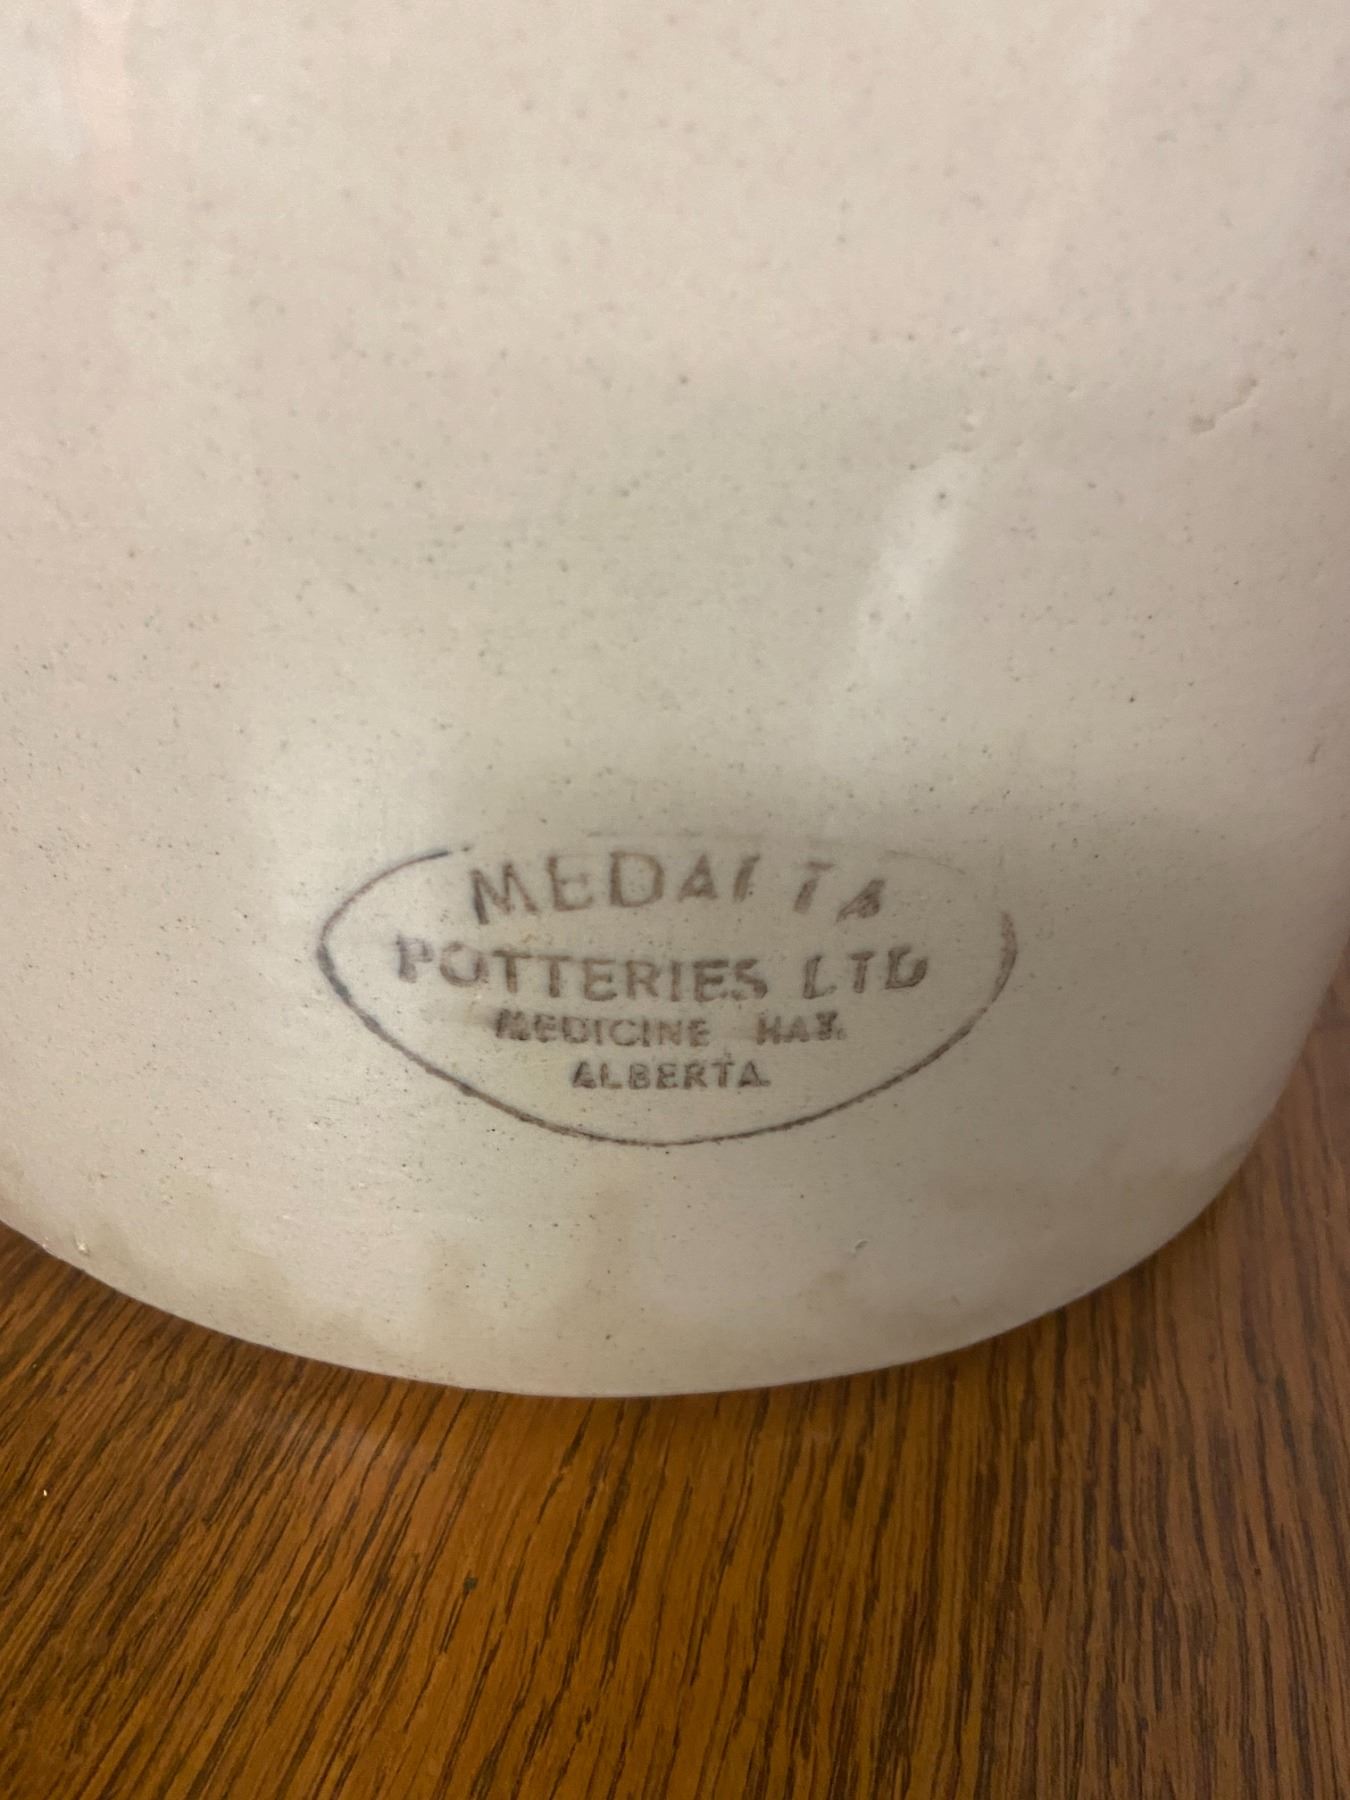 MEDALTA
POTTERIES LTD
MEDICINE HAT.
ALBERTA.